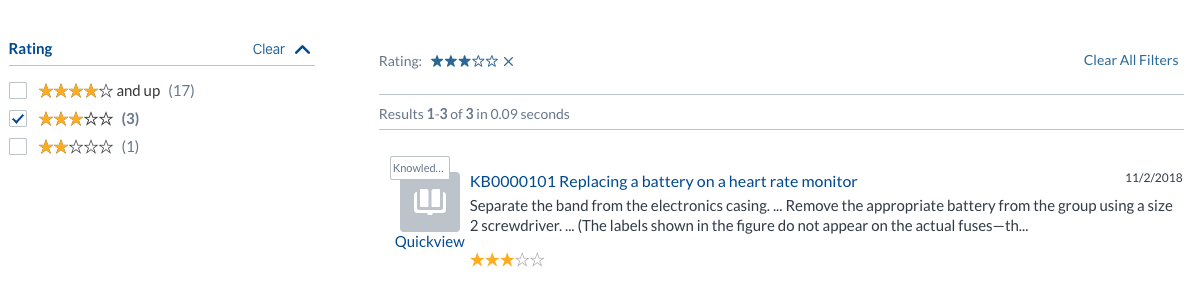 Rating Clear
and up (17)
(3)
(1)
Rating:
Clear All Filters
Results 1-3 of 3 in 0.09 seconds
Knowled...
KB0000101 Replacing a battery on a heart rate monitor
11/2/2018
Separate the band from the electronics casing. ... Remove the appropriate battery from the group using a size
2 screwdriver. ... (The labels shown in the figure do not appear on the actual fuses—th...
Quickview